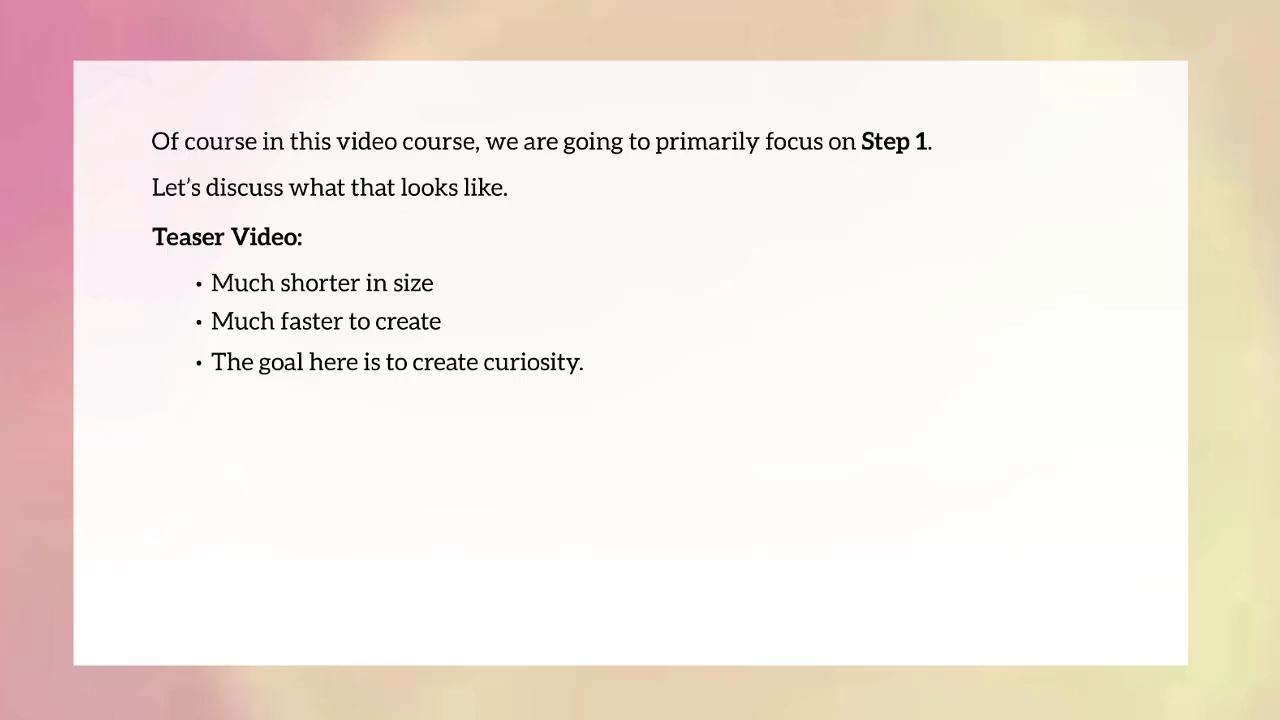 Of course in this video course, we are going to primarily focus on Step 1.
Let’s discuss what that looks like.
Teaser Video:
• Much shorter in size
• Much faster to create
• The goal here is to create curiosity.